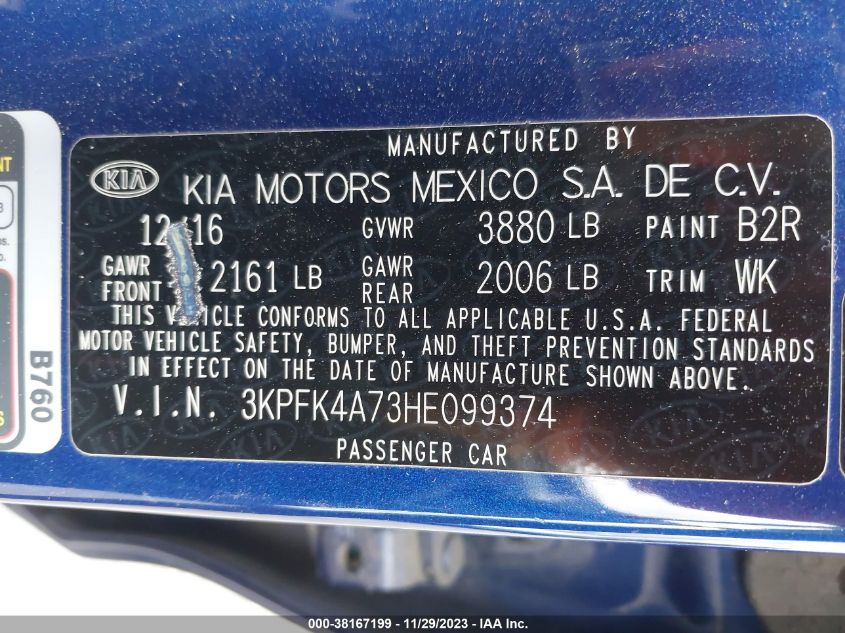 MANUFACTURED BY
KIA KIA MOTORS MEXICO S.A. DE C.V.
12 16 GVWR 3880 LB PAINT B2R
GAWR FRONT 2161 LB GAWR REAR 2006 LB TRIM WK
THIS VEHICLE CONFORMS TO ALL APPLICABLE U.S.A. FEDERAL
MOTOR VEHICLE SAFETY, BUMPER, AND THEFT PREVENTION STANDARDS
IN EFFECT ON THE DATE OF MANUFACTURE SHOWN ABOVE.
V.I.N. 3KPFK4A73HE099374
PASSENGER CAR
B760
000-38167199 - 11/29/2023 - IAA Inc.